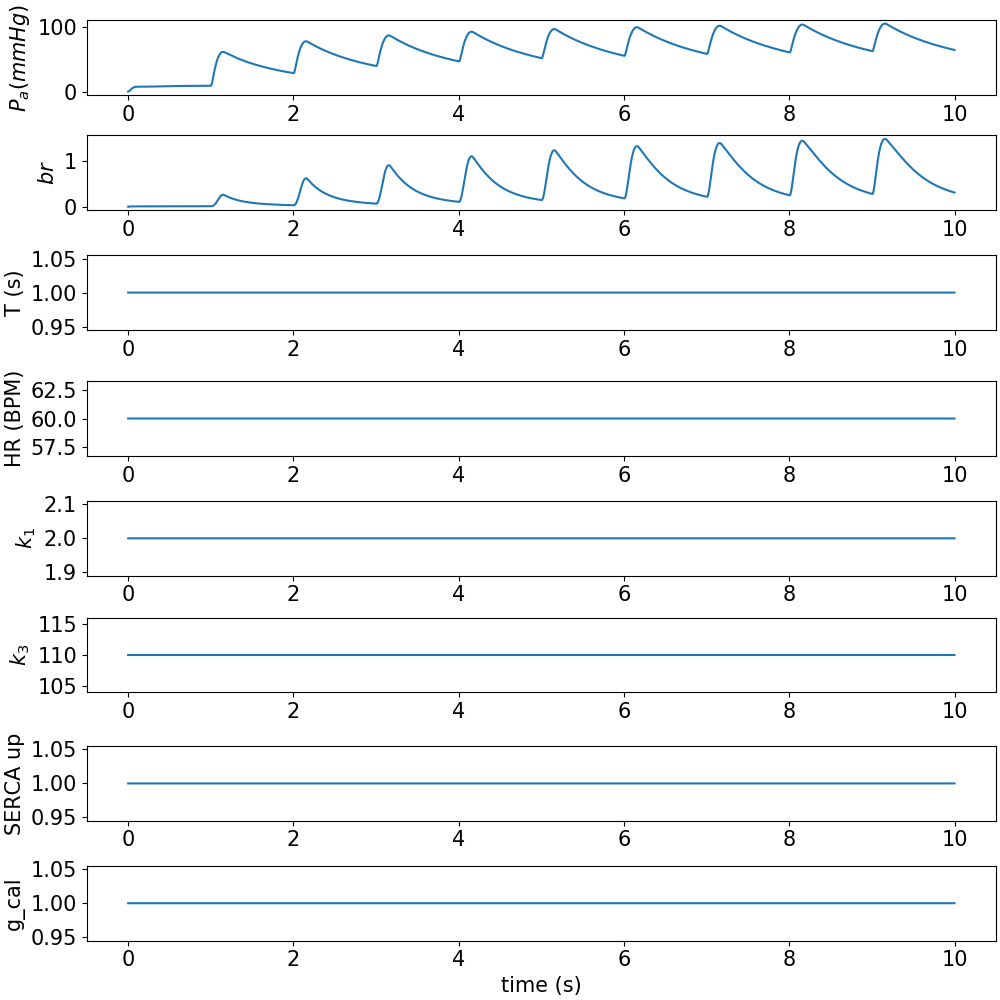 P_a(mmHg)
100
0
0 2 4 6 8 10
br
1
0
0 2 4 6 8 10
T (s)
1.05
1.00
0.95
0 2 4 6 8 10
HR (BPM)
62.5
60.0
57.5
0 2 4 6 8 10
k_1
2.1
2.0
1.9
0 2 4 6 8 10
k_3
115
110
105
0 2 4 6 8 10
SERCA up
1.05
1.00
0.95
0 2 4 6 8 10
g_cal
1.05
1.00
0.95
0 2 4 6 8 10
time (s)